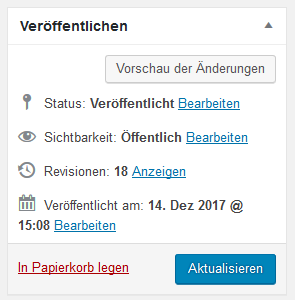 Veröffentlichen
Vorschau der Änderungen
Status: Veröffentlicht Bearbeiten
Sichtbarkeit: Öffentlich Bearbeiten
Revisionen: 18 Anzeigen
Veröffentlicht am: 14. Dez 2017 @
15:08 Bearbeiten
In Papierkorb legen
Aktualisieren